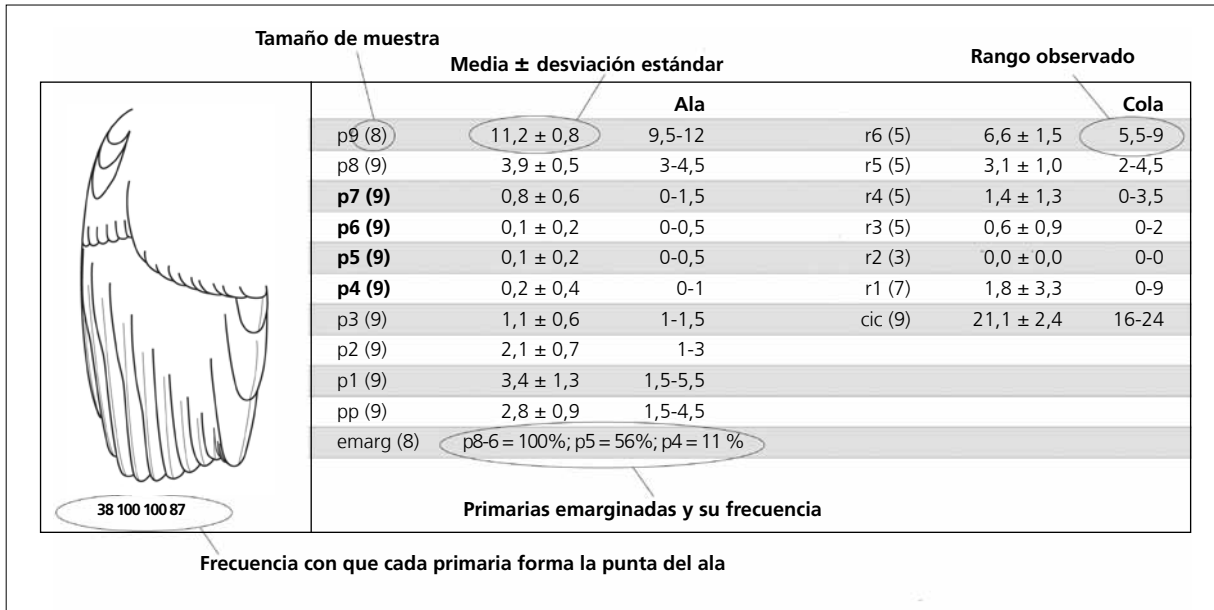 Tamaño de muestra
Media ± desviación estándar
Rango observado
Ala Cola
p9 (8) 11,2 ± 0,8 9,5-12 r6 (5) 6,6 ± 1,5 5,5-9
p8 (9) 3,9 ± 0,5 3-4,5 r5 (5) 3,1 ± 1,0 2-4,5
p7 (9) 0,8 ± 0,6 0-1,5 r4 (5) 1,4 ± 1,3 0-3,5
p6 (9) 0,1 ± 0,2 0-0,5 r3 (5) 0,6 ± 0,9 0-2
p5 (9) 0,1 ± 0,2 0-0,5 r2 (3) 0,0 ± 0,0 0-0
p4 (9) 0,2 ± 0,4 0-1 r1 (7) 1,8 ± 3,3 0-9
p3 (9) 1,1 ± 0,6 1-1,5 cic (9) 21,1 ± 2,4 16-24
p2 (9) 2,1 ± 0,7 1-3
p1 (9) 3,4 ± 1,3 1,5-5,5
pp (9) 2,8 ± 0,9 1,5-4,5
emarg (8) p8-6 = 100%; p5 = 56%; p4 = 11 %
38 100 100 87
Primarias emarginadas y su frecuencia
Frecuencia con que cada primaria forma la punta del ala